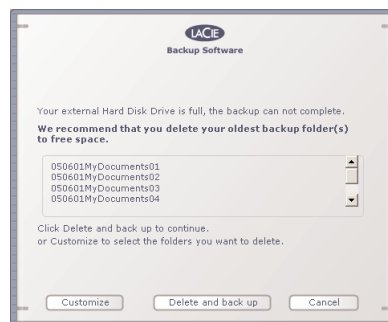 LACIE
Backup Software
Your external Hard Disk Drive is full, the backup can not complete.
We recommend that you delete your oldest backup folder(s)
to free space.
050601MyDocuments01
050601MyDocuments02
050601MyDocuments03
050601MyDocuments04
Click Delete and back up to continue.
or Customize to select the folders you want to delete.
Customize Delete and back up Cancel